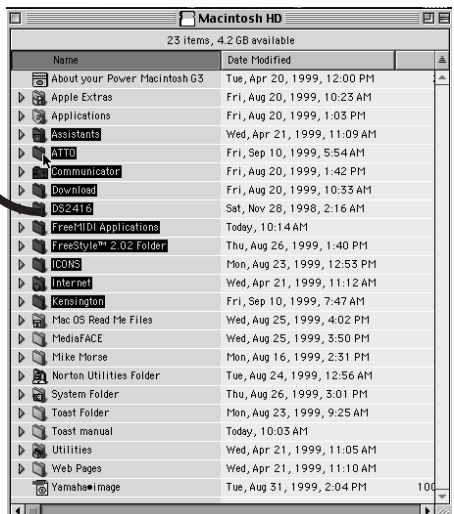 Macintosh HD
23 items, 4.2 GB available
Name Date Modified
About your Power Macintosh G3 Tue, Apr 20, 1999, 12:00 PM
Apple Extras Fri, Aug 20, 1999, 10:23 AM
Applications Fri, Aug 20, 1999, 1:03 PM
Assistants Wed, Apr 21, 1999, 11:09 AM
ATTO Fri, Sep 10, 1999, 5:54 AM
Communicator Fri, Aug 20, 1999, 1:42 PM
Download Fri, Aug 20, 1999, 10:33 AM
DS2416 Sat, Nov 28, 1998, 2:16 AM
FreeMIDI Applications Today, 10:14 AM
FreeStyle™ 2.02 Folder Thu, Aug 26, 1999, 1:40 PM
ICONS Mon, Aug 23, 1999, 12:53 PM
Internet Wed, Apr 21, 1999, 11:12 AM
Kensington Fri, Sep 10, 1999, 7:47 AM
Mac OS Read Me Files Wed, Aug 25, 1999, 4:02 PM
MediaFACE Wed, Aug 25, 1999, 3:50 PM
Mike Morse Mon, Aug 16, 1999, 2:31 PM
Norton Utilities Folder Tue, Aug 24, 1999, 12:56 AM
System Folder Thu, Aug 26, 1999, 3:01 PM
Toast Folder Mon, Aug 23, 1999, 9:25 AM
Toast manual Today, 10:03 AM
Utilities Wed, Apr 21, 1999, 11:05 AM
Web Pages Wed, Apr 21, 1999, 11:10 AM
Yamaha•image Tue, Aug 31, 1999, 2:04 PM